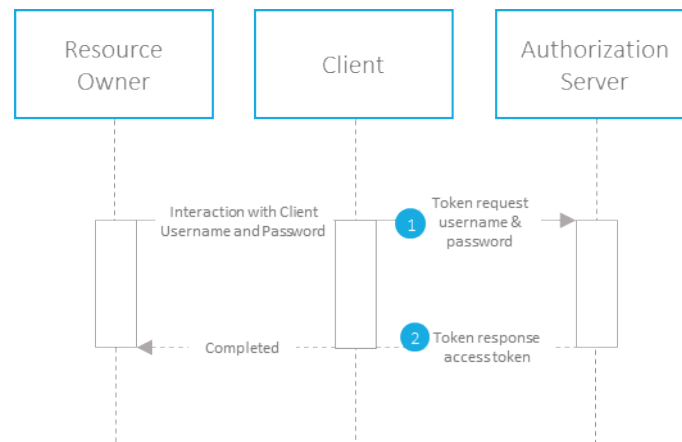 Resource
Owner
Client
Authorization
Server
Interaction with Client
Username and Password
1
Token request
username &
password
Completed
2
Token response
access token